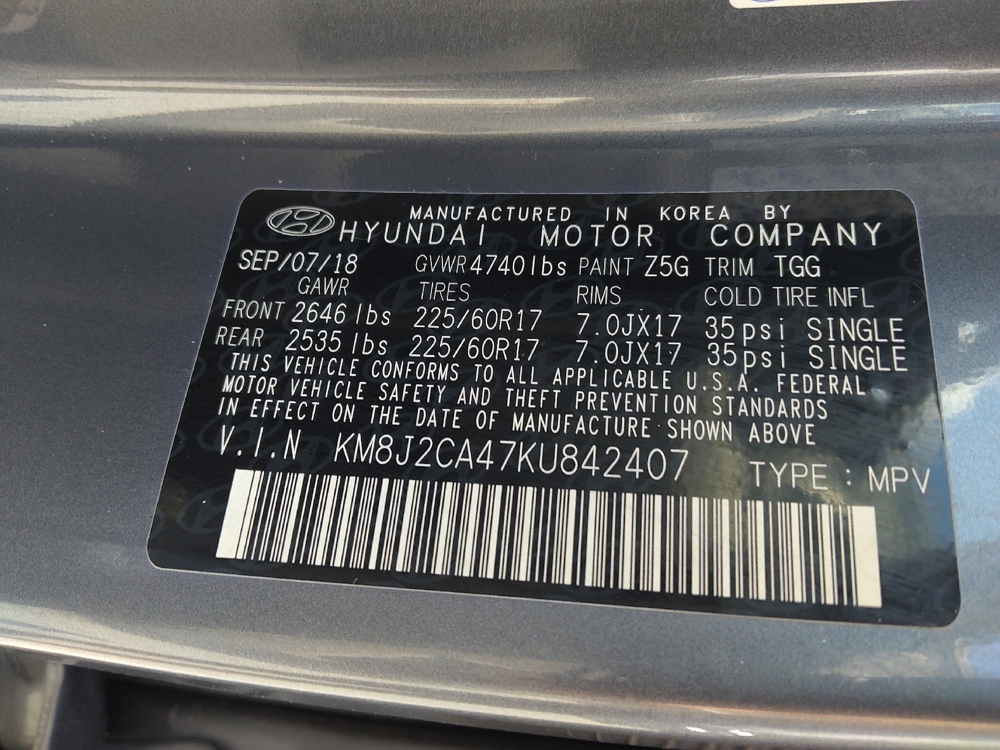 MANUFACTURED IN KOREA BY
HYUNDAI MOTOR COMPANY
SEP/07/18 GVWR 4740lbs PAINT Z5G TRIM TGG
GAWR TIRES RIMS COLD TIRE INFL
FRONT 2646 lbs 225/60R17 7.0JX17 35psi SINGLE
REAR 2535 lbs 225/60R17 7.0JX17 35psi SINGLE
THIS VEHICLE CONFORMS TO ALL APPLICABLE U.S.A. FEDERAL
MOTOR VEHICLE SAFETY AND THEFT PREVENTION STANDARDS
IN EFFECT ON THE DATE OF MANUFACTURE SHOWN ABOVE
V.I.N KM8J2CA47KU842407 TYPE : MPV